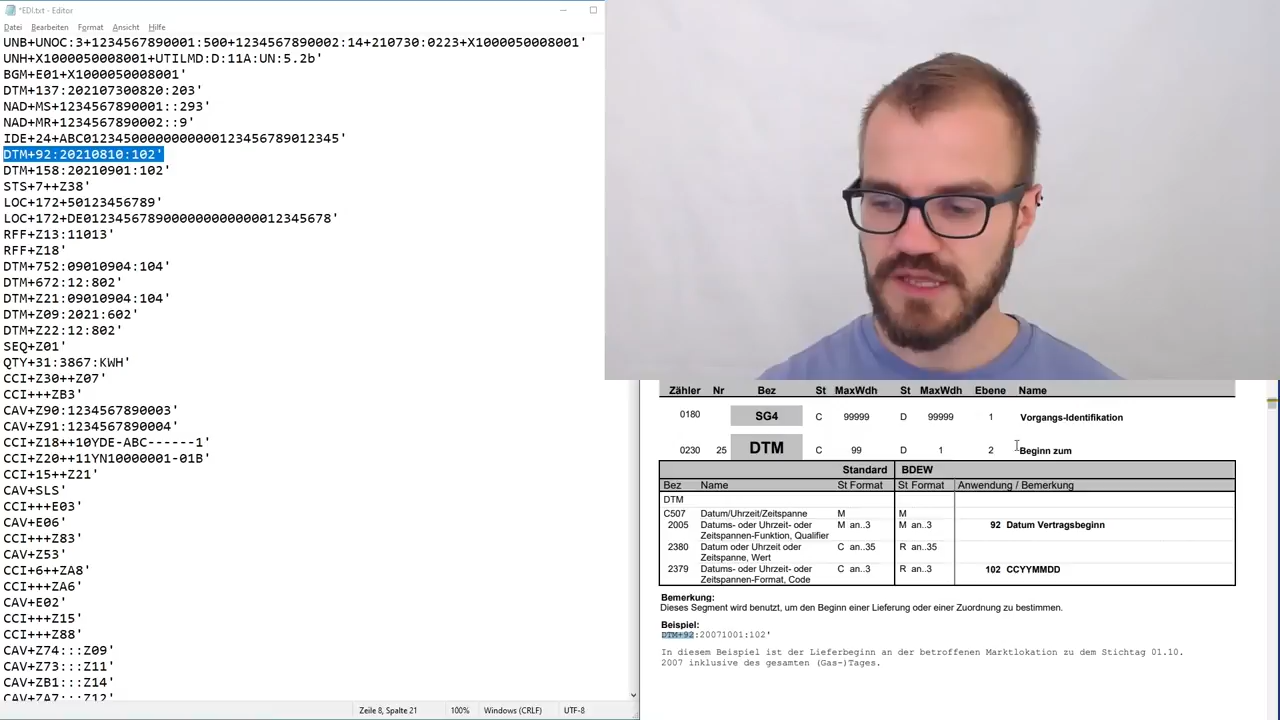 *EDI.txt - Editor
Datei Bearbeiten Format Ansicht Hilfe
UNB+UNOC:3+1234567890001:500+1234567890002:14+210730:0223+X1000050008001'
UNH+X1000050008001+UTILMD:D:11A:UN:5.2b'
BGM+E01+X1000050008001'
DTM+137:202107300820:203'
NAD+MS+1234567890001::293'
NAD+MR+1234567890002::9'
IDE+24+ABC0123450000000000123456789012345'
DTM+92:20210810:102'
DTM+158:20210901:102'
STS+7++Z38'
LOC+172+50123456789'
LOC+172+DE0123456789000000000000012345678'
RFF+Z13:11013'
RFF+Z18'
DTM+752:09010904:104'
DTM+672:12:802'
DTM+Z21:09010904:104'
DTM+Z09:2021:602'
DTM+Z22:12:802'
SEQ+Z01'
QTY+31:3867:KWH'
CCI+Z30++Z07'
CCI+++ZB3'
CAV+Z90:1234567890003'
CAV+Z91:1234567890004'
CCI+Z18++10YDE-ABC------1'
CCI+Z20++11YN10000001-01B'
CCI+15++Z21'
CAV+SLS'
CCI+++E03'
CAV+E06'
CCI+++Z83'
CAV+Z53'
CCI+6++ZA8'
CCI+++ZA6'
CAV+E02'
CCI+++Z15'
CCI+++Z88'
CAV+Z74:::Z09'
CAV+Z73:::Z11'
CAV+ZB1:::Z14'
CAV+ZA7:::Z12'
Zeile 8, Spalte 21 100% Windows (CRLF) UTF-8
Zähler Nr Bez St MaxWdh St MaxWdh Ebene Name
0180 SG4 C 99999 D 99999 1 Vorgangs-Identifikation
0230 25 DTM C 99 D 1 2 Beginn zum
Standard BDEW
Bez Name St Format St Format Anwendung / Bemerkung
DTM
C507 Datum/Uhrzeit/Zeitspanne M M
2005 Datums- oder Uhrzeit- oder M an..3 M an..3 92 Datum Vertragsbeginn
Zeitspannen-Funktion, Qualifier
2380 Datum oder Uhrzeit oder C an..35 R an..35
Zeitspanne, Wert
2379 Datums- oder Uhrzeit- oder C an..3 R an..3 102 CCYYMMDD
Zeitspannen-Format, Code
Bemerkung:
Dieses Segment wird benutzt, um den Beginn einer Lieferung oder einer Zuordnung zu bestimmen.
Beispiel:
DTM+92:20071001:102'
In diesem Beispiel ist der Lieferbeginn an der betroffenen Marktlokation zu dem Stichtag 01.10.
2007 inklusive des gesamten (Gas-)Tages.